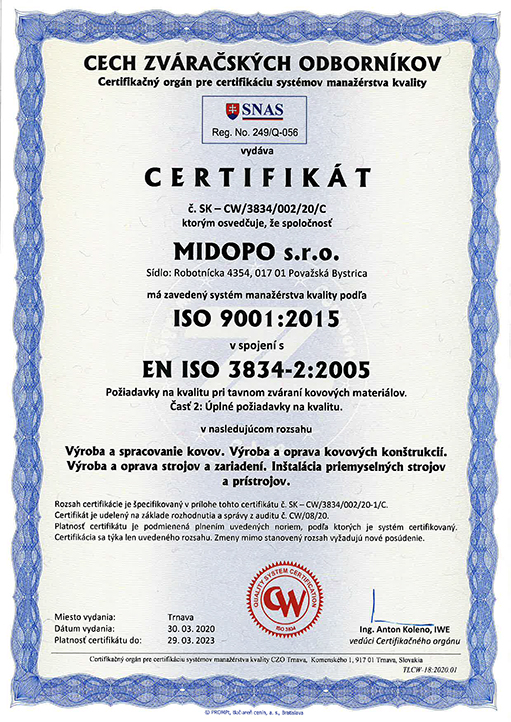 CECH ZVÁRAČSKÝCH ODBORNÍKOV
Certifikačný orgán pre certifikáciu systémov manažérstva kvality
SNAS
Reg. No. 249/Q-056
vydáva
CERTIFIKÁT
č. SK – CW/3834/002/20/C
ktorým osvedčuje, že spoločnosť
MIDOPO s.r.o.
Sídlo: Robotnícka 4354, 017 01 Považská Bystrica
má zavedený systém manažérstva kvality podľa
ISO 9001:2015
v spojení s
EN ISO 3834-2:2005
Požiadavky na kvalitu pri tavnom zváraní kovových materiálov.
Časť 2: Úplné požiadavky na kvalitu.
v nasledujúcom rozsahu
Výroba a spracovanie kovov. Výroba a oprava kovových konštrukcií.
Výroba a oprava strojov a zariadení. Inštalácia priemyselných strojov
a prístrojov.
Rozsah certifikácie je špecifikovaný v prílohe tohto certifikátu č. SK – CW/3834/002/20-1/C.
Certifikát je udelený na základe rozhodnutia a správy z auditu č. CW/08/20.
Platnosť certifikátu je podmienená plnením uvedených noriem, podľa ktorých je systém certifikovaný.
Certifikácia sa týka len uvedeného rozsahu. Zmeny mimo stanovený rozsah vyžadujú nové posúdenie.
QUALITY SYSTEM CERTIFICATION
CW
ISO 3834
Miesto vydania: Trnava
Dátum vydania: 30. 03. 2020
Platnosť certifikátu do: 29. 03. 2023
Ing. Anton Koleno, IWE
vedúci Certifikačného orgánu
Certifikačný orgán pre certifikáciu systémov manažérstva kvality CZO Trnava, Komenského 1, 917 01 Trnava, Slovakia
TLCW-18:2020.01